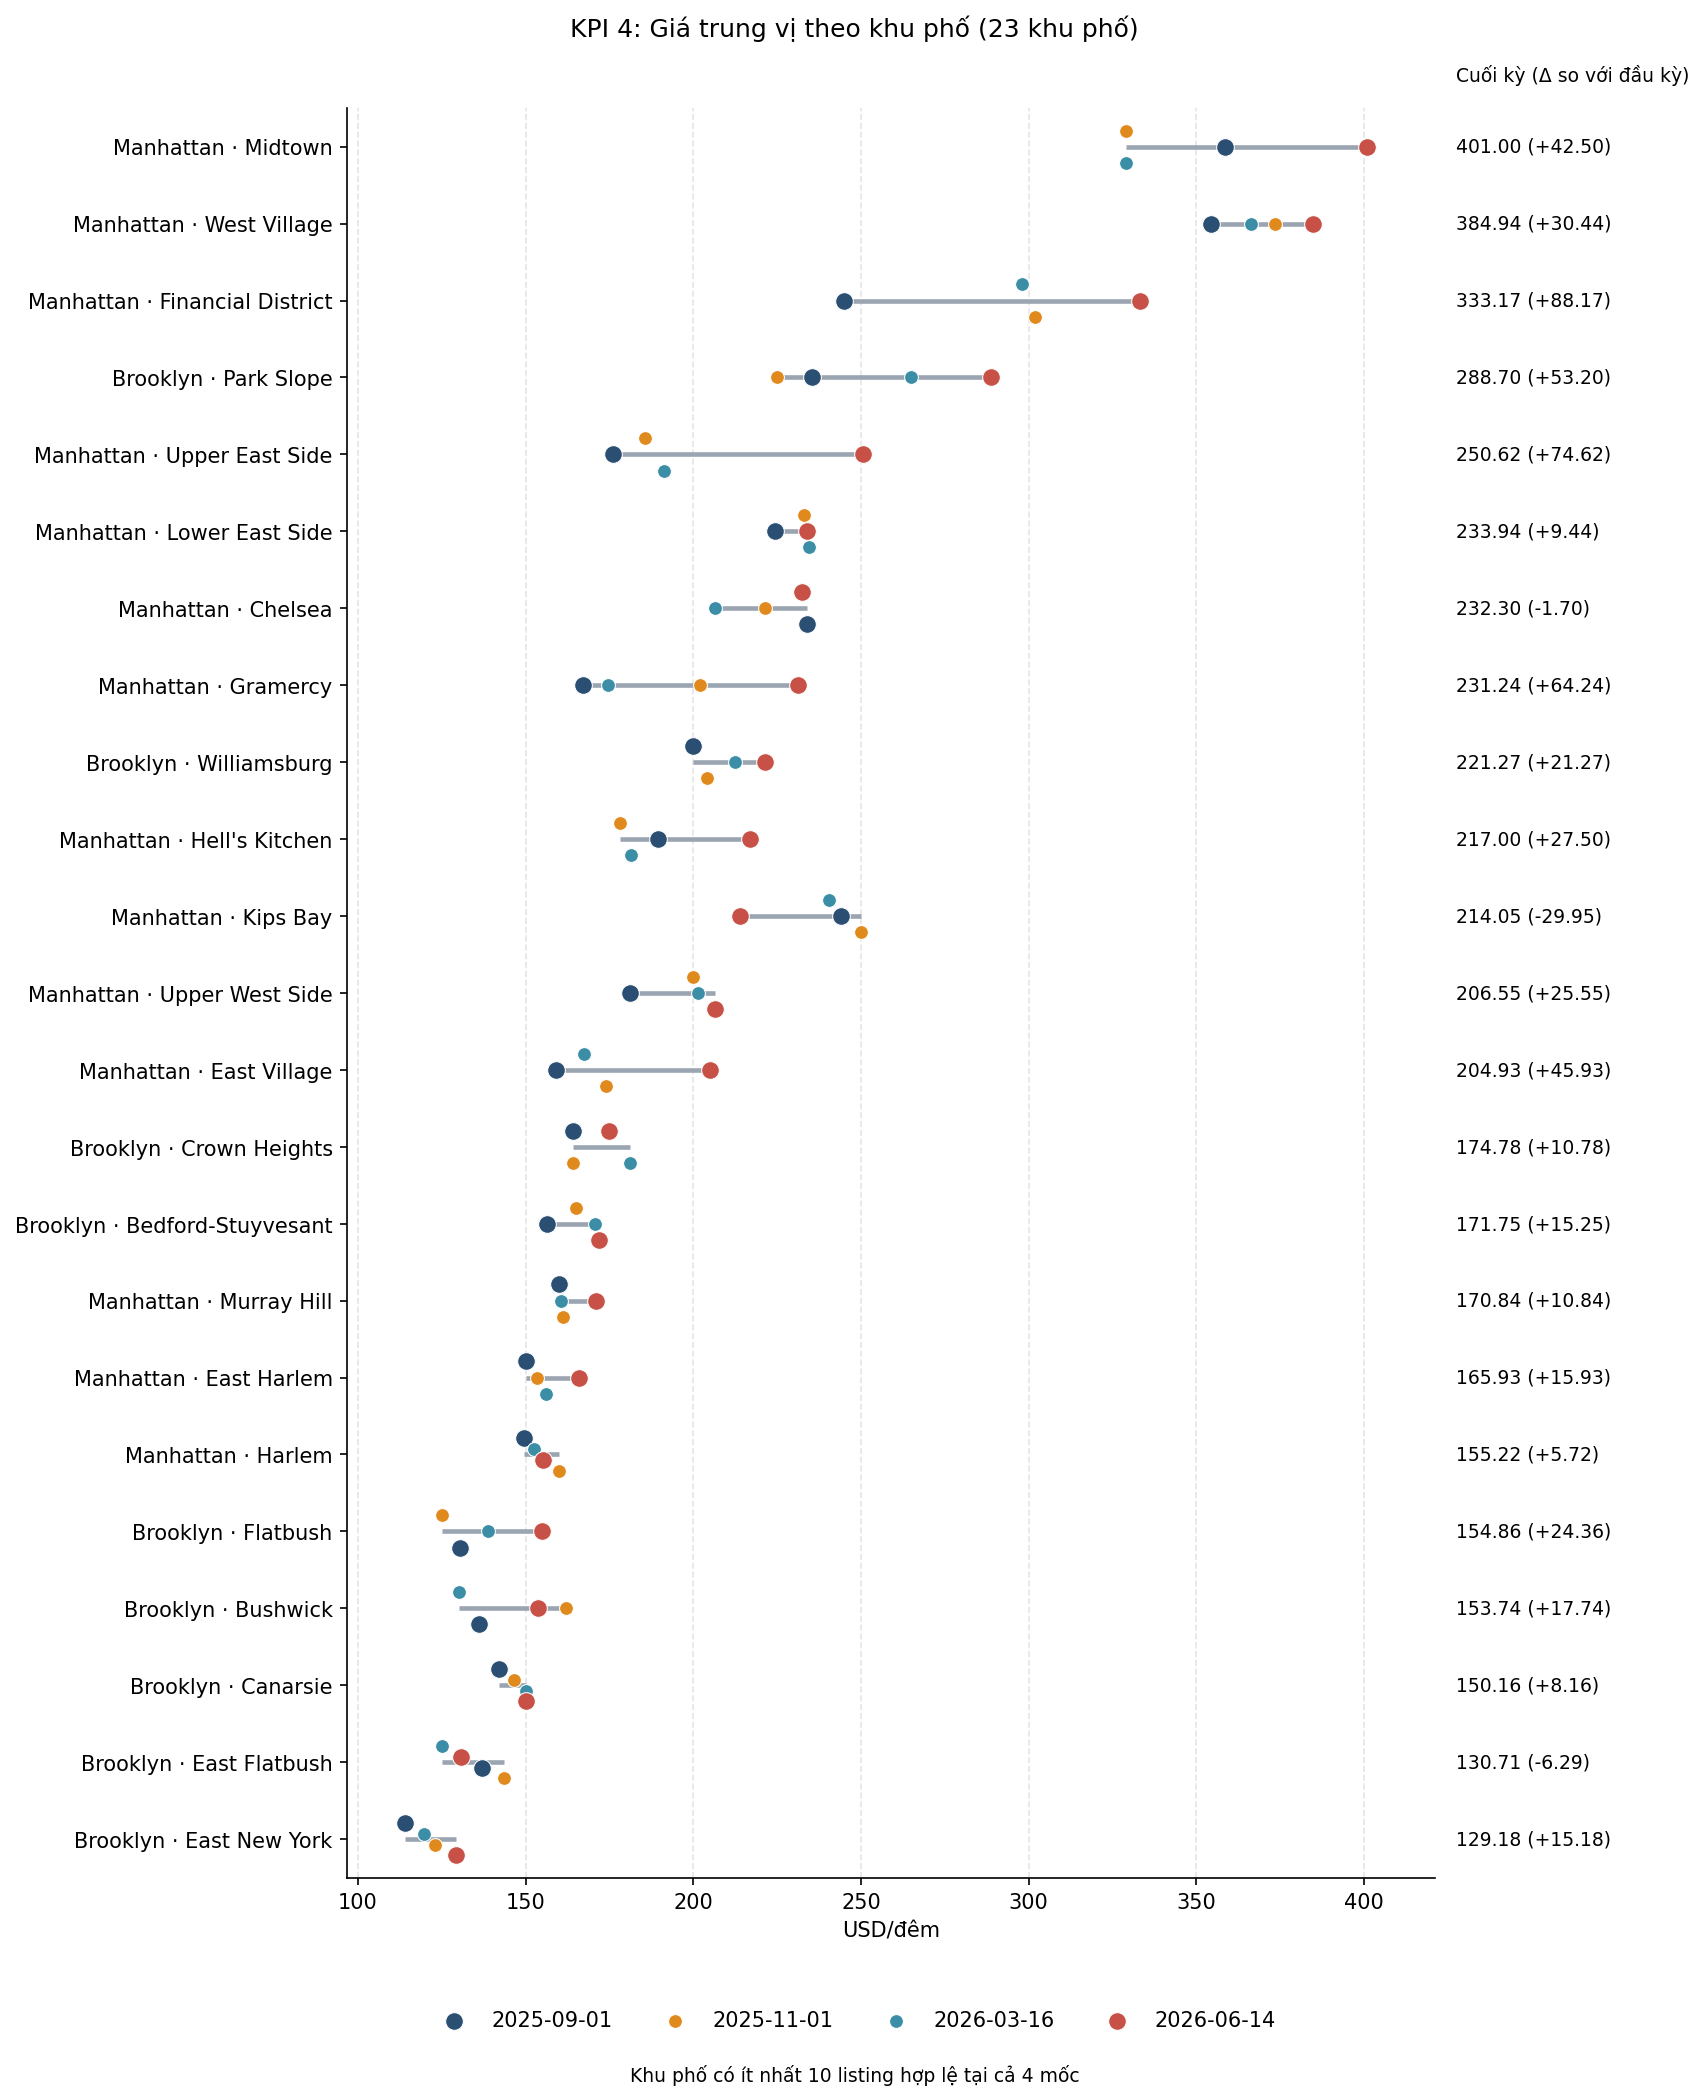 KPI 4: Giá trung vị theo khu phố (23 khu phố)
Cuối kỳ (Δ so với đầu kỳ)
Manhattan · Midtown 401.00 (+42.50)
Manhattan · West Village 384.94 (+30.44)
Manhattan · Financial District 333.17 (+88.17)
Brooklyn · Park Slope 288.70 (+53.20)
Manhattan · Upper East Side 250.62 (+74.62)
Manhattan · Lower East Side 233.94 (+9.44)
Manhattan · Chelsea 232.30 (-1.70)
Manhattan · Gramercy 231.24 (+64.24)
Brooklyn · Williamsburg 221.27 (+21.27)
Manhattan · Hell's Kitchen 217.00 (+27.50)
Manhattan · Kips Bay 214.05 (-29.95)
Manhattan · Upper West Side 206.55 (+25.55)
Manhattan · East Village 204.93 (+45.93)
Brooklyn · Crown Heights 174.78 (+10.78)
Brooklyn · Bedford-Stuyvesant 171.75 (+15.25)
Manhattan · Murray Hill 170.84 (+10.84)
Manhattan · East Harlem 165.93 (+15.93)
Manhattan · Harlem 155.22 (+5.72)
Brooklyn · Flatbush 154.86 (+24.36)
Brooklyn · Bushwick 153.74 (+17.74)
Brooklyn · Canarsie 150.16 (+8.16)
Brooklyn · East Flatbush 130.71 (-6.29)
Brooklyn · East New York 129.18 (+15.18)
100 150 200 250 300 350 400
USD/đêm
2025-09-01 2025-11-01 2026-03-16 2026-06-14
Khu phố có ít nhất 10 listing hợp lệ tại cả 4 mốc